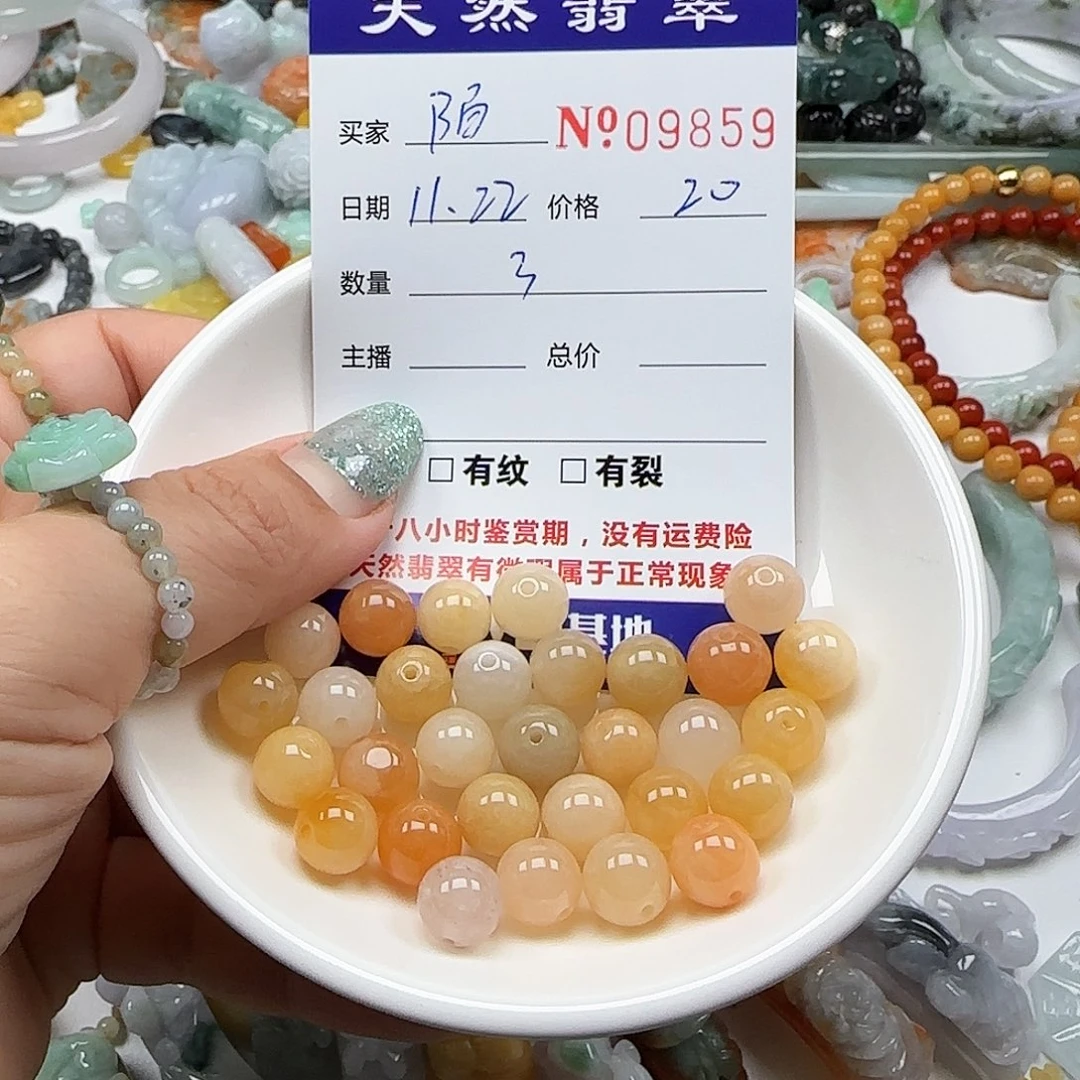 天然翡翠
买家 陌 Nº09859
日期 11.22 价格 20
数量 3
主播 总价
□有纹 □有裂
八小时鉴赏期，没有运费险
天然翡翠有微瑕属于正常现象
基地